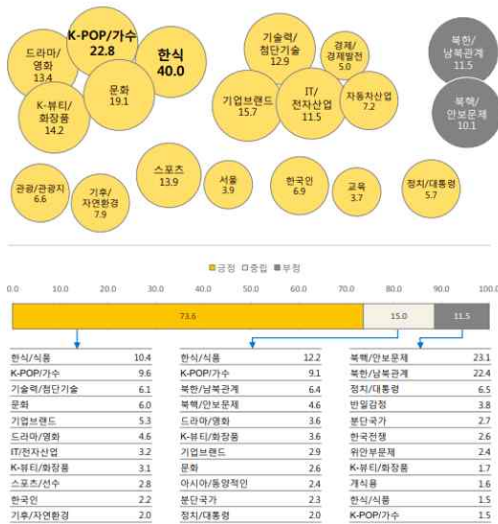 K-POP/가수
22.8
드라마/
영화
13.4
한식
40.0
문화
19.1
K-뷰티/
화장품
14.2
기술력/
첨단기술
12.9
경제/
경제발전
5.0
기업브랜드
15.7
IT/
전자산업
11.5
자동차산업
7.2
북한/
남북관계
11.5
북핵/
안보문제
10.1
관광/관광지
6.6
기후/
자연환경
7.9
스포츠
13.9
서울
3.9
한국인
6.9
교육
3.7
정치/대통령
5.7
긍정 중립 부정
0.0 10.0 20.0 30.0 40.0 50.0 60.0 70.0 80.0 90.0 100.0
73.6 15.0 11.5
한식/식품 10.4
K-POP/가수 9.6
기술력/첨단기술 6.1
문화 6.0
기업브랜드 5.3
드라마/영화 4.6
IT/전자산업 3.2
K-뷰티/화장품 3.1
스포츠/선수 2.8
한국인 2.2
기후/자연환경 2.0
한식/식품 12.2
K-POP/가수 9.1
북한/남북관계 6.4
북핵/안보문제 4.6
드라마/영화 3.6
K-뷰티/화장품 3.6
기업브랜드 2.9
문화 2.6
아시아/동양적인 2.4
분단국가 2.3
정치/대통령 2.0
북핵/안보문제 23.1
북한/남북관계 22.4
정치/대통령 6.5
반일감정 3.8
분단국가 2.7
한국전쟁 2.6
위안부문제 2.4
K-뷰티/화장품 1.7
개식용 1.6
한식/식품 1.5
K-POP/가수 1.5